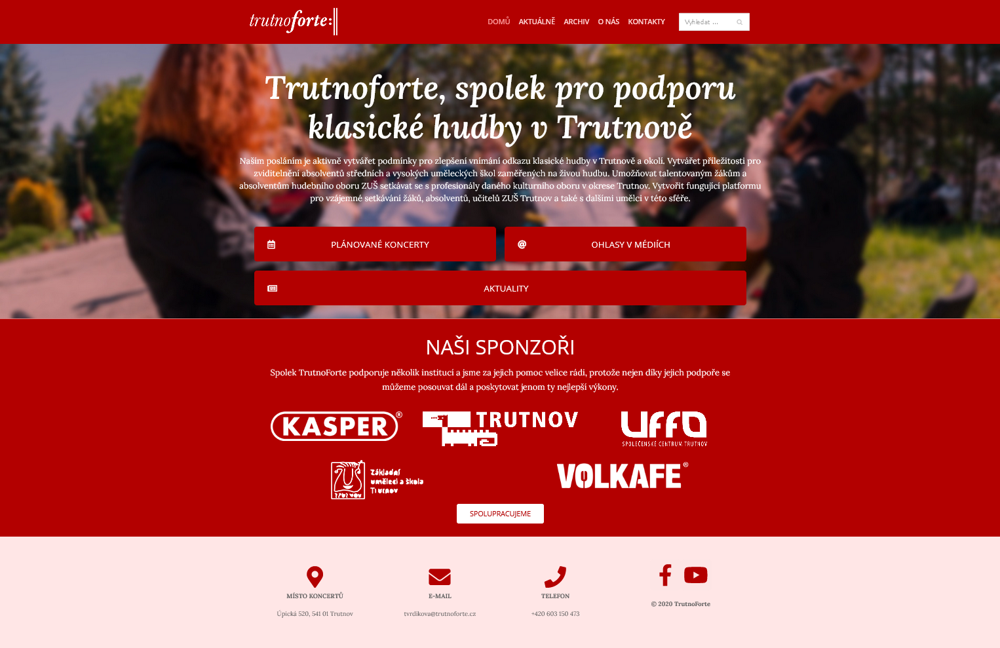 trutnoforte:
DOMŮ AKTUÁLNĚ ARCHIV O NÁS KONTAKTY Vyhledat ...
Trutnoforte, spolek pro podporu
klasické hudby v Trutnově
Naším posláním je aktivně vytvářet podmínky pro zlepšení vnímání odkazu klasické hudby v Trutnově a okolí. Vytvářet příležitosti pro
zviditelnění absolventů středních a vysokých uměleckých škol zaměřených na živou hudbu. Umožňovat talentovaným žákům a
absolventům hudebního oboru ZUŠ setkávat se s profesionály daného kulturního oboru v okrese Trutnov. Vytvořit fungující platformu
pro vzájemné setkávání žáků, absolventů, učitelů ZUŠ Trutnov a také s dalšími umělci v této sféře.
PLÁNOVANÉ KONCERTY
OHLASY V MÉDIÍCH
AKTUALITY
NAŠI SPONZOŘI
Spolek TrutnoForte podporuje několik institucí a jsme za jejich pomoc velice rádi, protože nejen díky jejich podpoře se
můžeme posouvat dál a poskytovat jenom ty nejlepší výkony.
KASPER®
TRUTNOV
UFFO
SPOLEČENSKÉ CENTRUM TRUTNOV
Základní
umělecká škola
Trutnov
TRUTNOV
VOLKAFE®
SPOLUPRACUJEME
MÍSTO KONCERTŮ
Úpická 520, 541 01 Trutnov
E-MAIL
tvrdikova@trutnoforte.cz
TELEFON
+420 603 150 473
© 2020 TrutnoForte